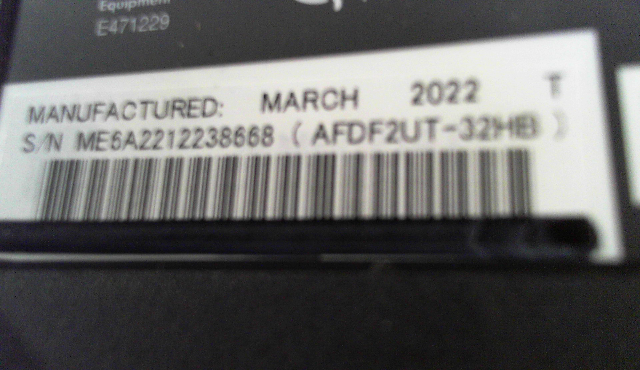 Equipment
E471229
MANUFACTURED: MARCH 2022 T
S/N ME6A2212238668 ( AFDF2UT-32HB )